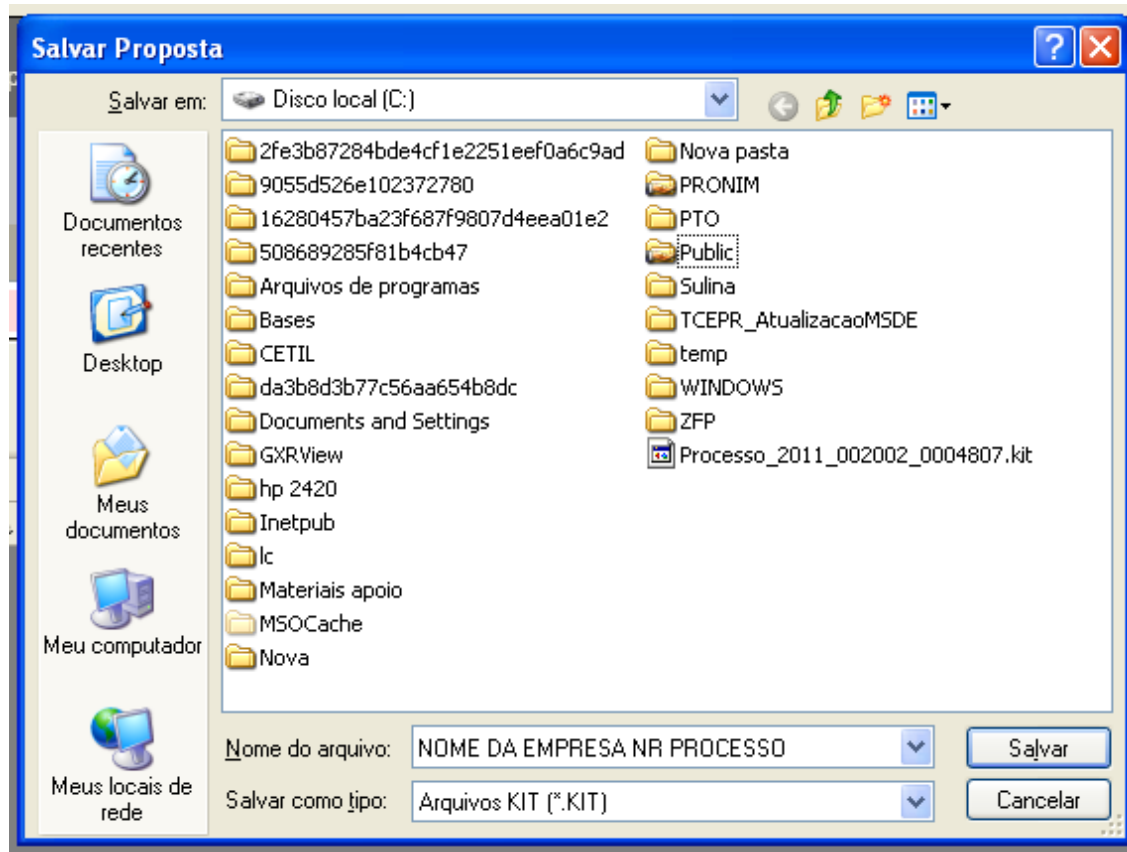 Salvar Proposta
Salvar em:
Disco local (C:)
Documentos
recentes
Desktop
Meus
documentos
Meu computador
Meus locais de
rede
2fe3b87284bde4cf1e2251eef0a6c9ad
9055d526e102372780
16280457ba23f687f9807d4eea01e2
508689285f81b4cb47
Arquivos de programas
Bases
CETIL
da3b8d3b77c56aa654b8dc
Documents and Settings
GXRView
hp 2420
Inetpub
lc
Materiais apoio
MSOCache
Nova
Nova pasta
PRONIM
PTO
Public
Sulina
TCEPR_AtualizacaoMSDE
temp
WINDOWS
ZFP
Processo_2011_002002_0004807.kit
Nome do arquivo:
NOME DA EMPRESA NR PROCESSO
Salvar
Salvar como tipo:
Arquivos KIT (*.KIT)
Cancelar